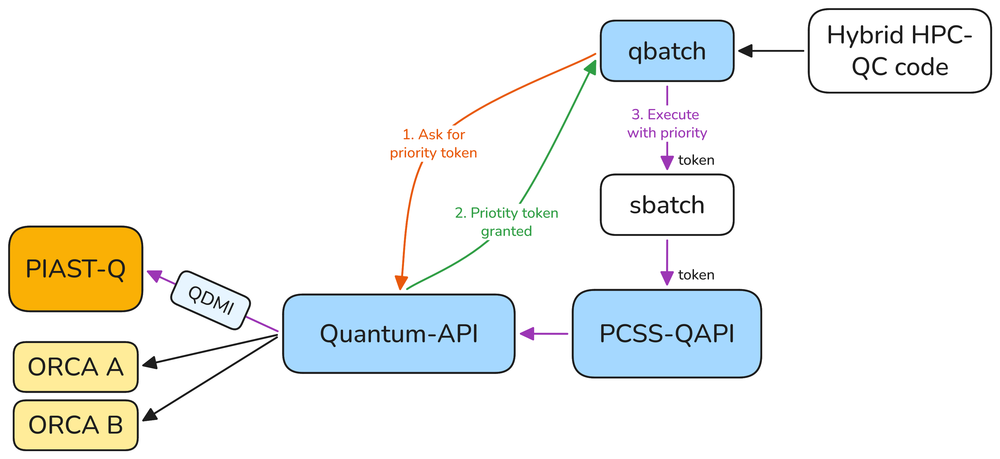 Hybrid HPC-
QC code
qbatch
1. Ask for
priority token
2. Priotity token
granted
3. Execute
with priority
token
sbatch
token
PIAST-Q
QDMI
Quantum-API
PCSS-QAPI
ORCA A
ORCA B